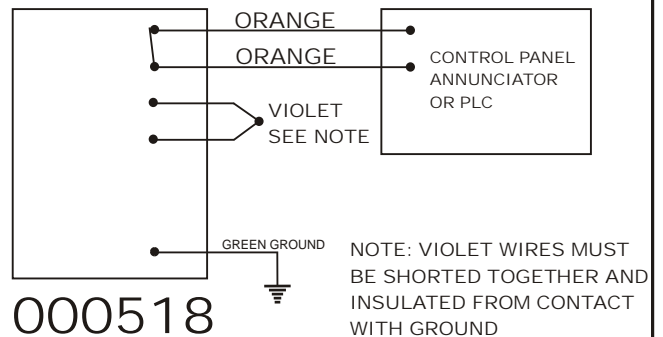 ORANGE
ORANGE
CONTROL PANEL
ANNUNCIATOR
OR PLC
VIOLET
SEE NOTE
GREEN GROUND
NOTE: VIOLET WIRES MUST
BE SHORTED TOGETHER AND
INSULATED FROM CONTACT
WITH GROUND
000518